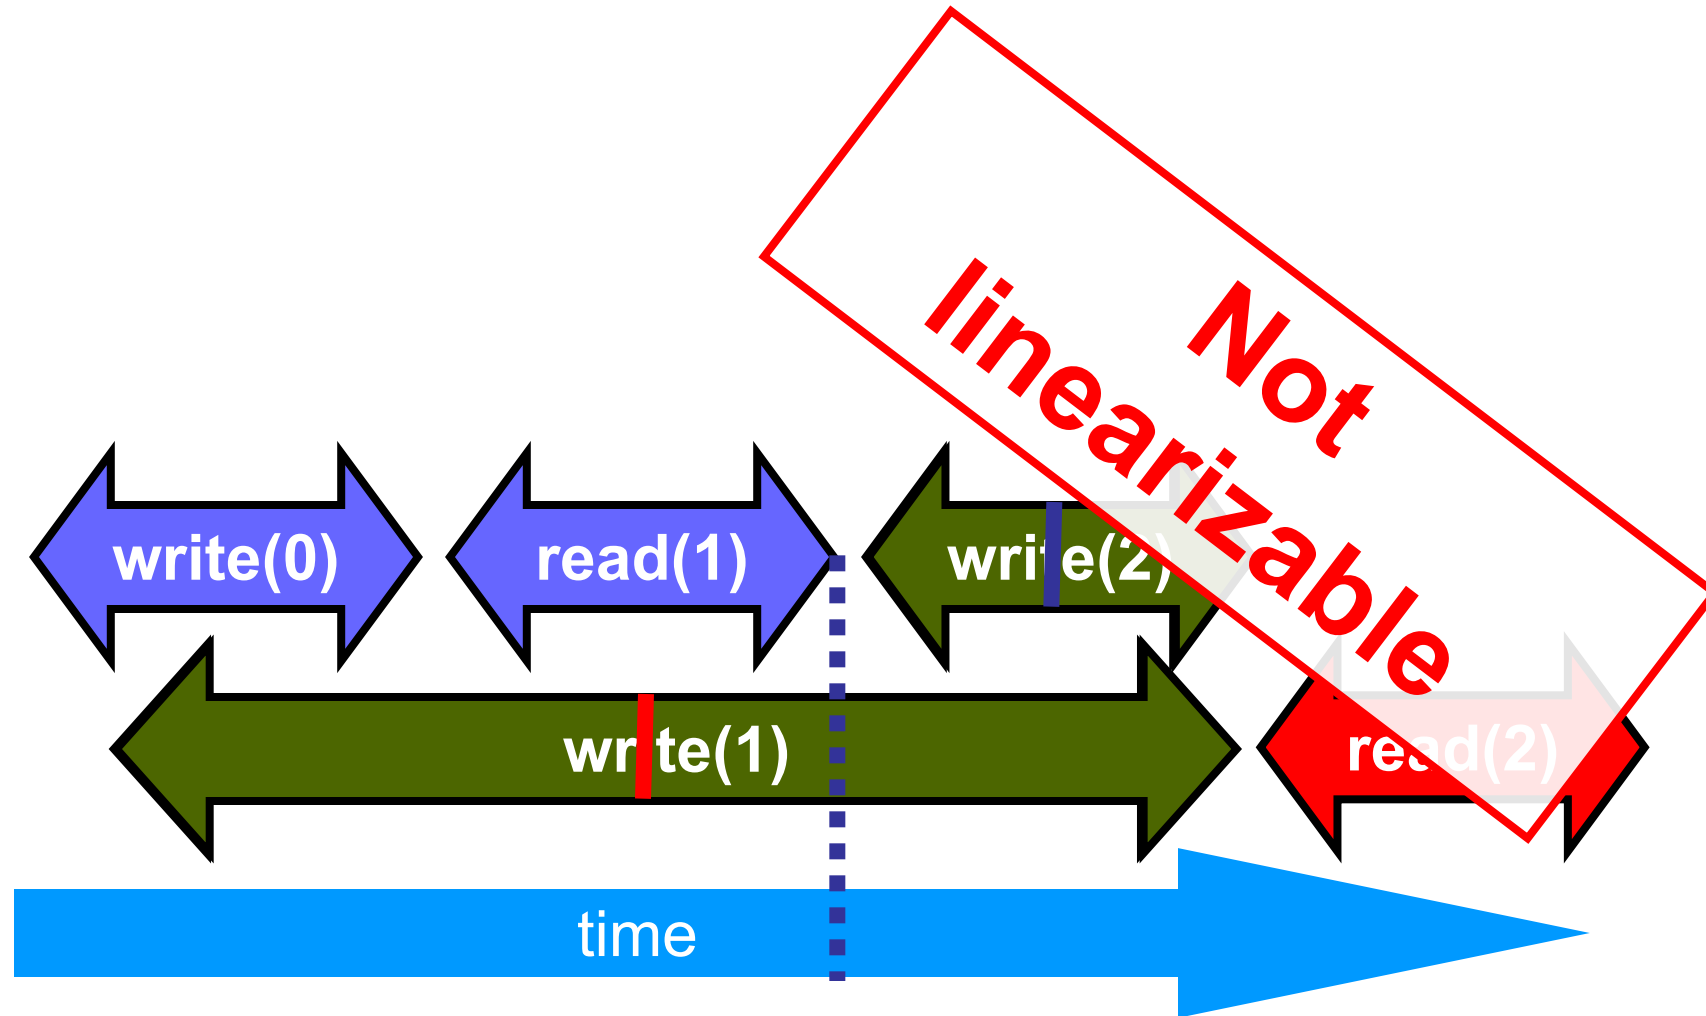 Not
linearizable
write(0)
read(1)
write(2)
write(1)
read(2)
time